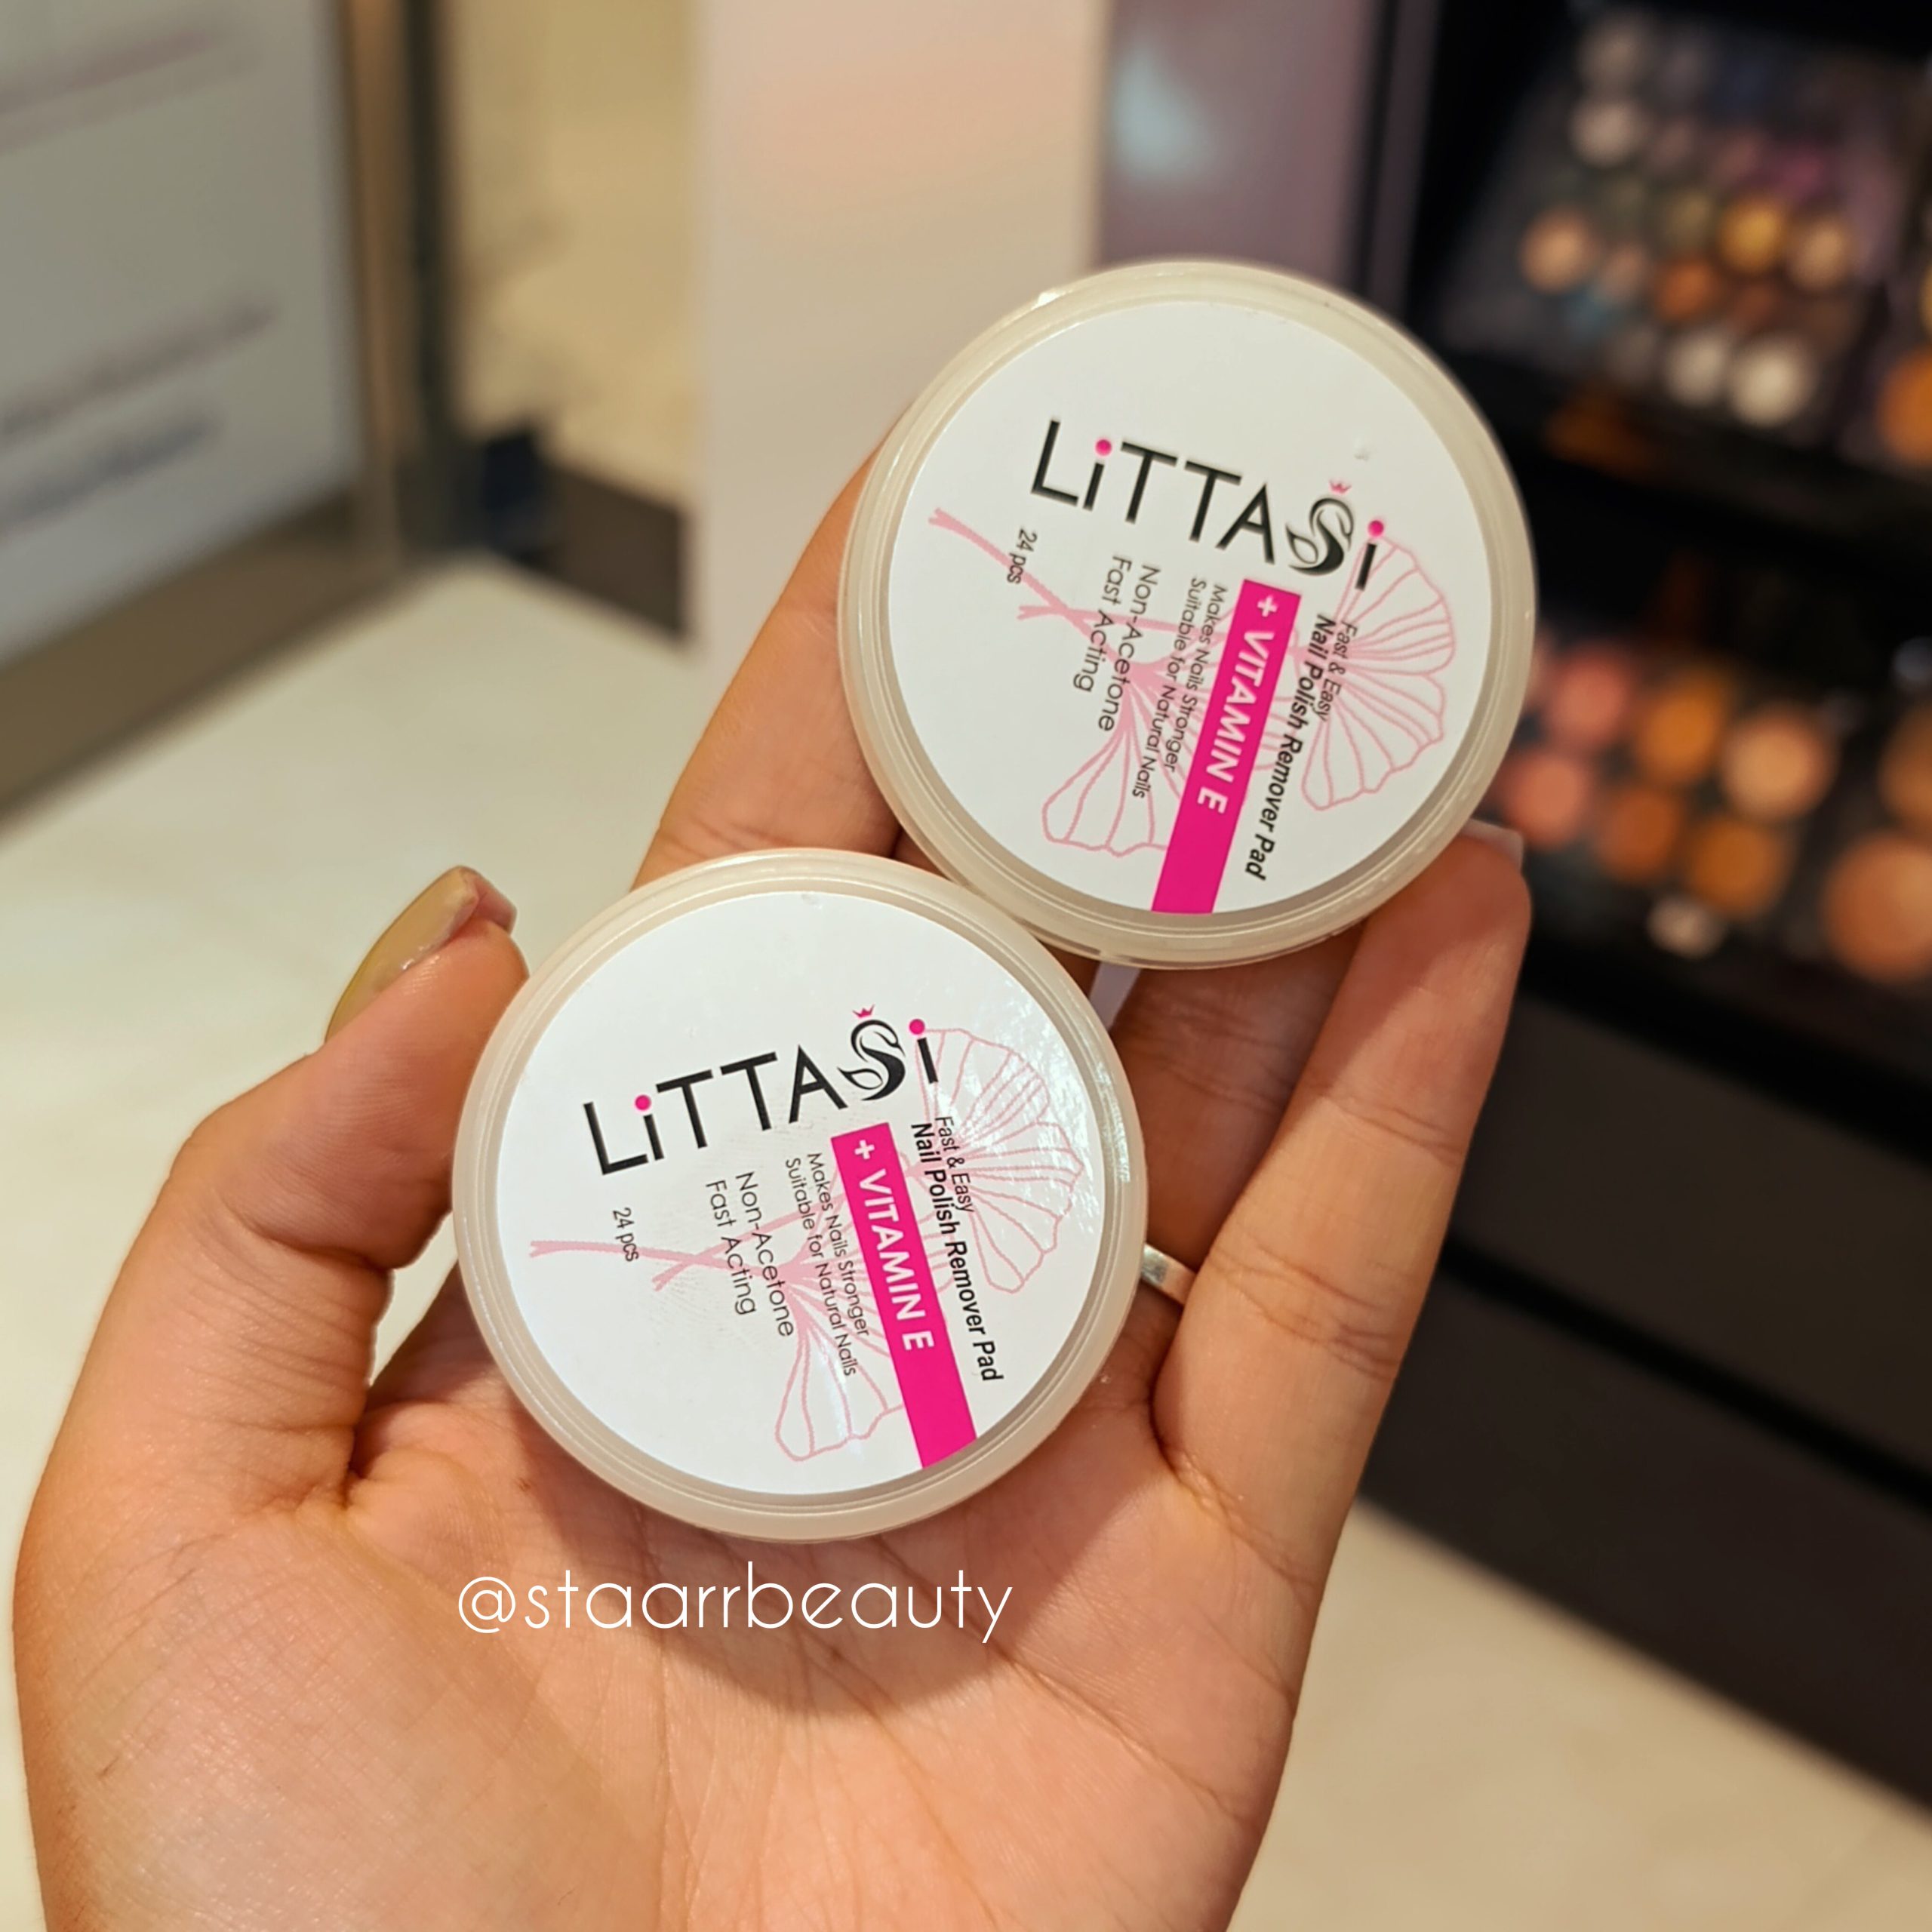 LiTTASi
Fast & Easy
Nail Polish Remover Pad
+ VITAMIN E
Makes Nails Stronger
Suitable for Natural Nails
Non-Acetone
Fast Acting
24 pcs
LiTTASi
Fast & Easy
Nail Polish Remover Pad
+ VITAMIN E
Makes Nails Stronger
Suitable for Natural Nails
Non-Acetone
Fast Acting
24 pcs
@staarrbeauty